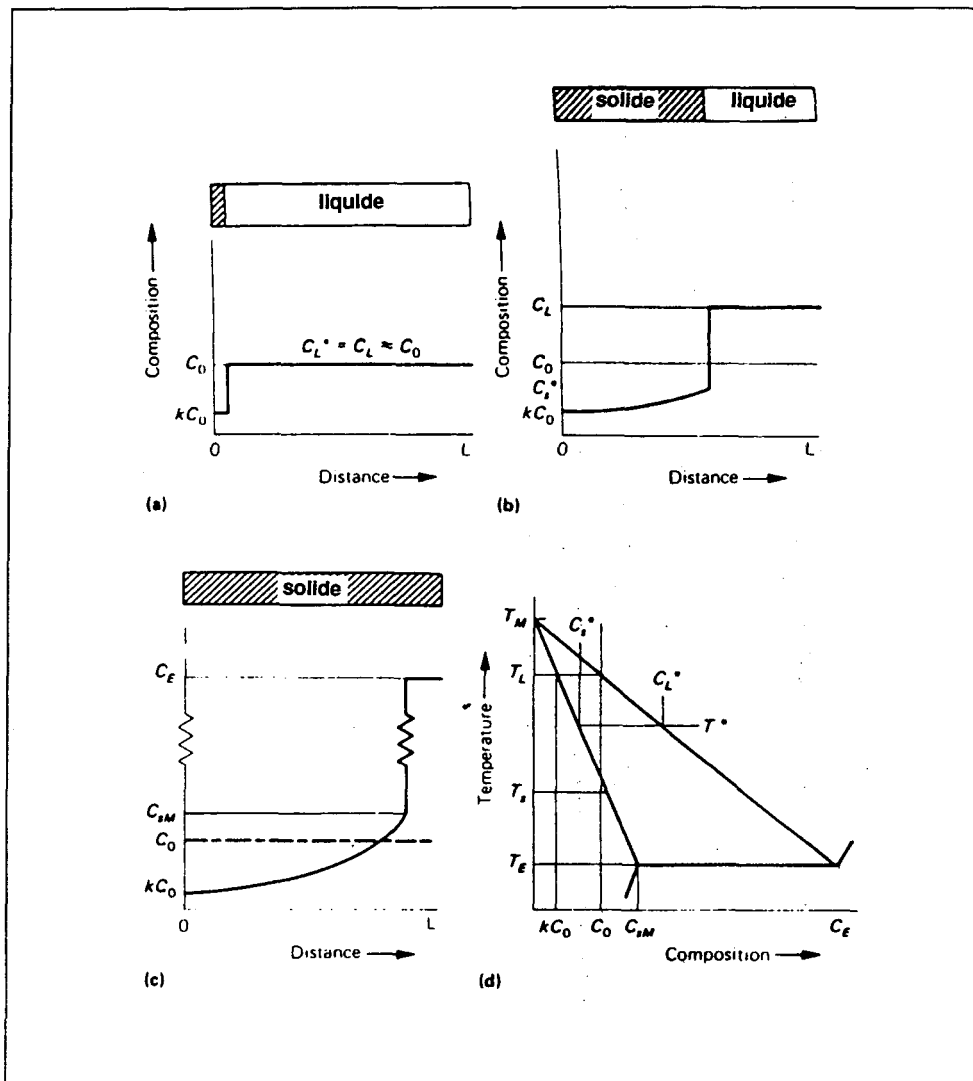 solide liquide
liquide
Composition
C_L* = C_L ≈ C_0
C_0
kC_0
0 L
Distance
(a)
Composition
C_L
C_0
C_s*
kC_0
0 L
Distance
(b)
solide
C_E
C_sM
C_0
kC_0
0 L
Distance
(c)
Temperature
T_M
T_L
T_s
T_E
C_s*
C_L*
T*
kC_0 C_0 C_sM C_E
Composition
(d)